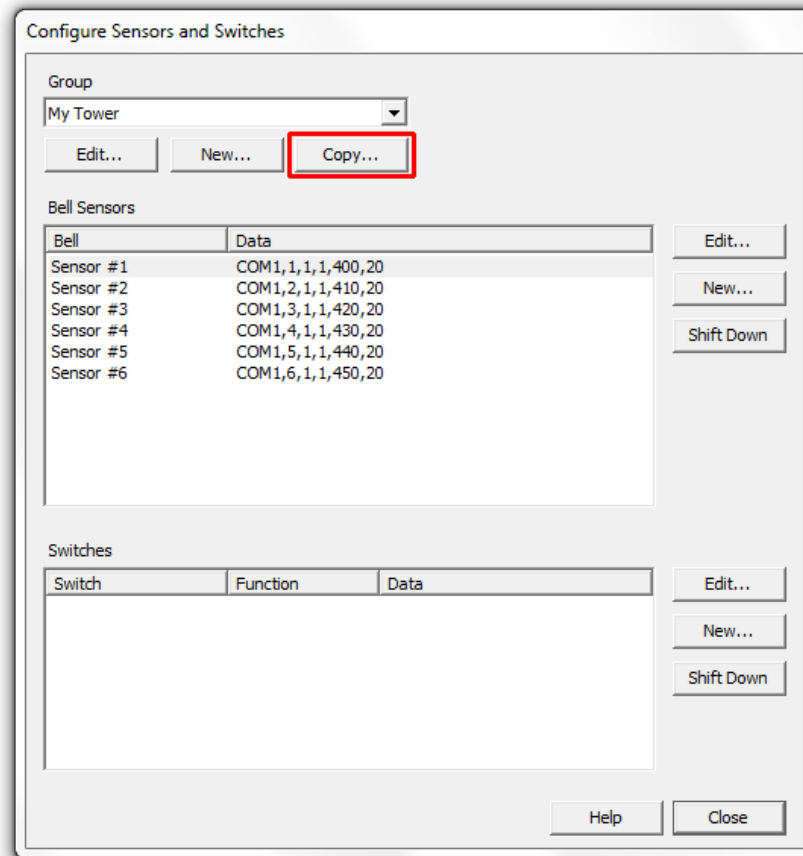 Configure Sensors and Switches
Group
My Tower
Edit... New... Copy...
Bell Sensors
Bell Data
Sensor #1 COM1,1,1,1,400,20
Sensor #2 COM1,2,1,1,410,20
Sensor #3 COM1,3,1,1,420,20
Sensor #4 COM1,4,1,1,430,20
Sensor #5 COM1,5,1,1,440,20
Sensor #6 COM1,6,1,1,450,20
Edit...
New...
Shift Down
Switches
Switch Function Data
Edit...
New...
Shift Down
Help Close